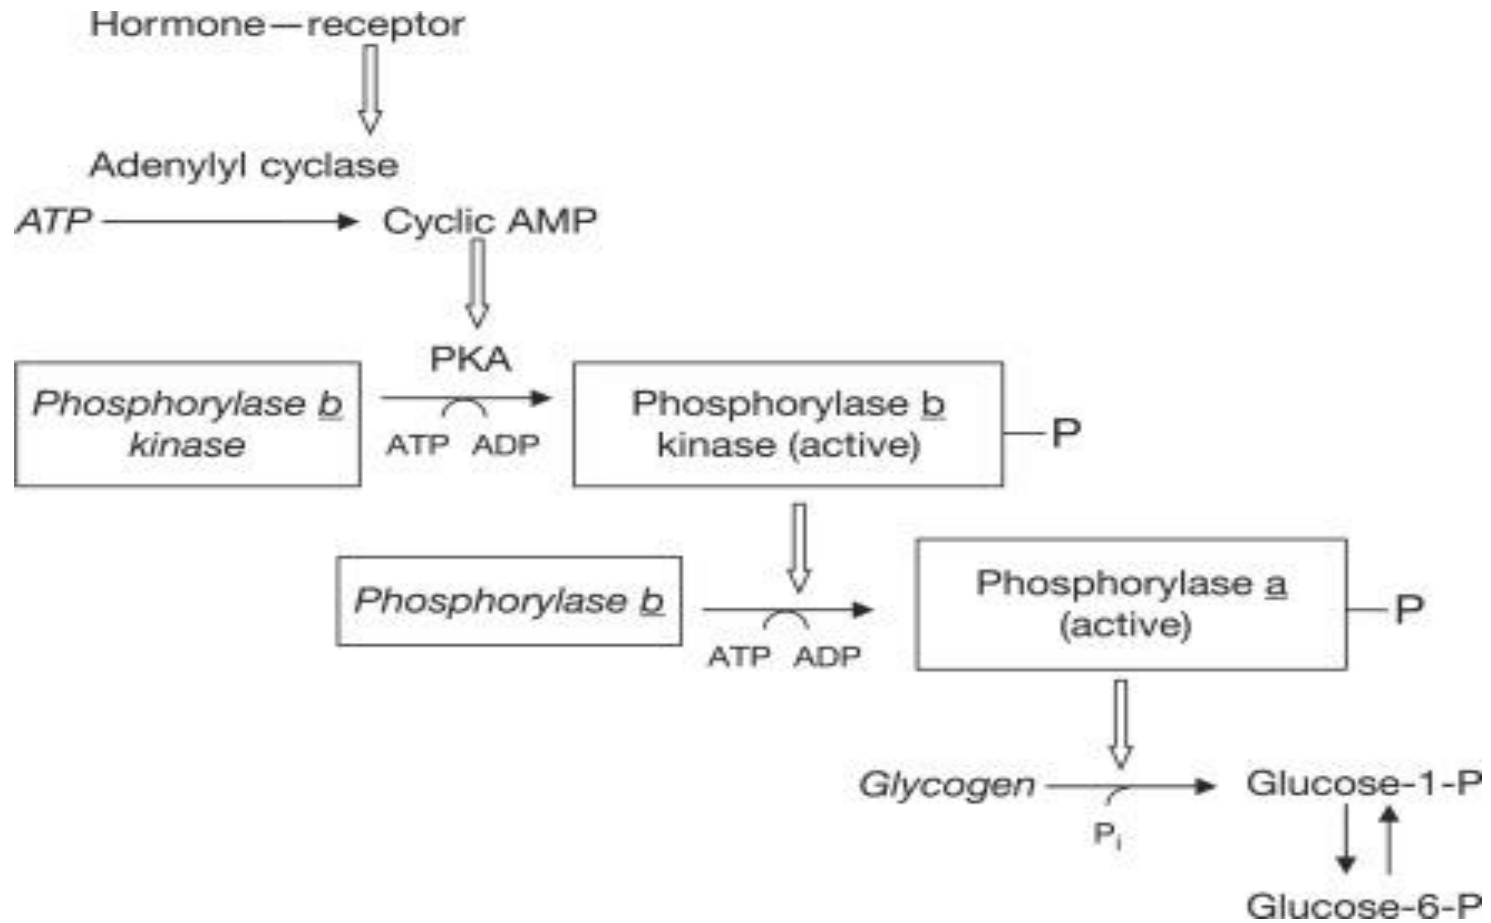 Hormone—receptor
Adenylyl cyclase
ATP
Cyclic AMP
PKA
Phosphorylase b
kinase
ATP ADP
Phosphorylase b
kinase (active)
P
Phosphorylase b
ATP ADP
Phosphorylase a
(active)
P
Glycogen
Pi
Glucose-1-P
Glucose-6-P